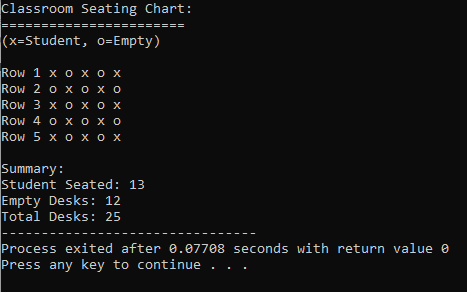 Classroom Seating Chart:
=======================
(x=Student, o=Empty)
Row 1 x o x o x
Row 2 o x o x o
Row 3 x o x o x
Row 4 o x o x o
Row 5 x o x o x
Summary:
Student Seated: 13
Empty Desks: 12
Total Desks: 25
--------------------------------
Process exited after 0.07708 seconds with return value 0
Press any key to continue . . .